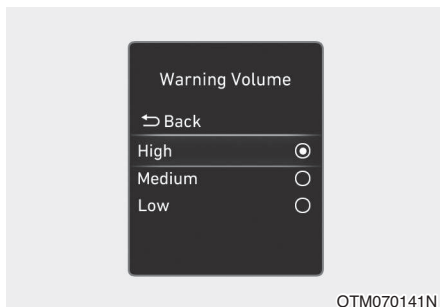 Warning Volume
Back
High
Medium
Low
OTM070141N